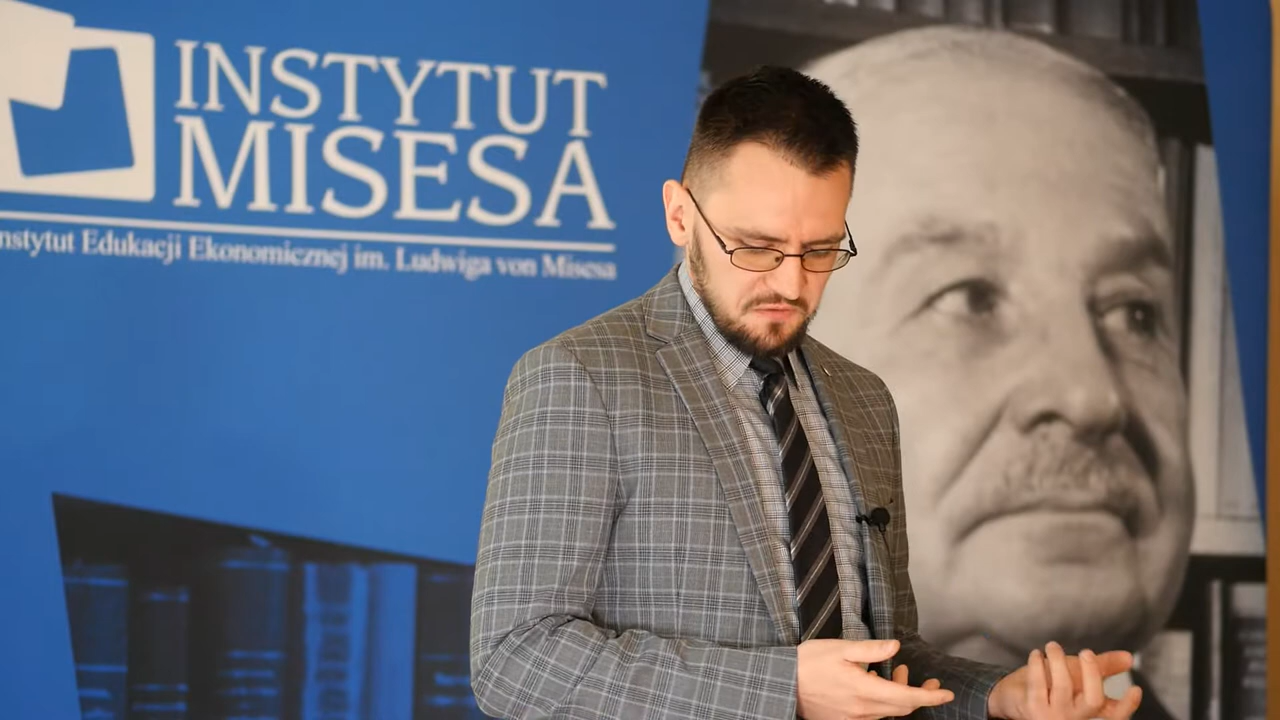 INSTYTUT
MISESA
Instytut Edukacji Ekonomicznej im. Ludwiga von Misesa